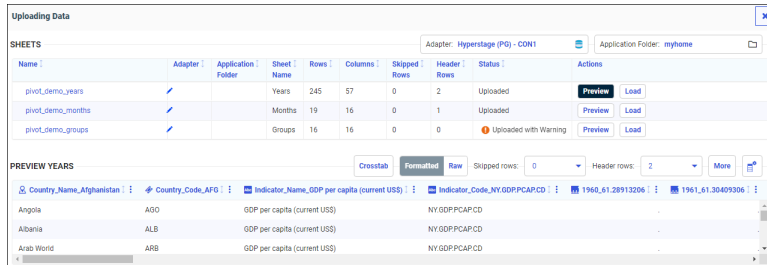 Uploading Data
SHEETS
Adapter: Hyperstage (PG) - CON1
Application Folder: myhome
Name Adapter Application Folder Sheet Name Rows Columns Skipped Rows Header Rows Status Actions
pivot_demo_years Years 245 57 0 2 Uploaded Preview Load
pivot_demo_months Months 19 16 0 1 Uploaded Preview Load
pivot_demo_groups Groups 16 16 0 0 Uploaded with Warning Preview Load
PREVIEW YEARS Crosstab Formatted Raw Skipped rows: 0 Header rows: 2 More
Country_Name_Afghanistan Country_Code_AFG Indicator_Name_GDP per capita (current US$) Indicator_Code_NY.GDP.PCAP.CD 1960_61.28913206 1961_61.30409306
Angola AGO GDP per capita (current US$) NY.GDP.PCAP.CD . .
Albania ALB GDP per capita (current US$) NY.GDP.PCAP.CD . .
Arab World ARB GDP per capita (current US$) NY.GDP.PCAP.CD . .